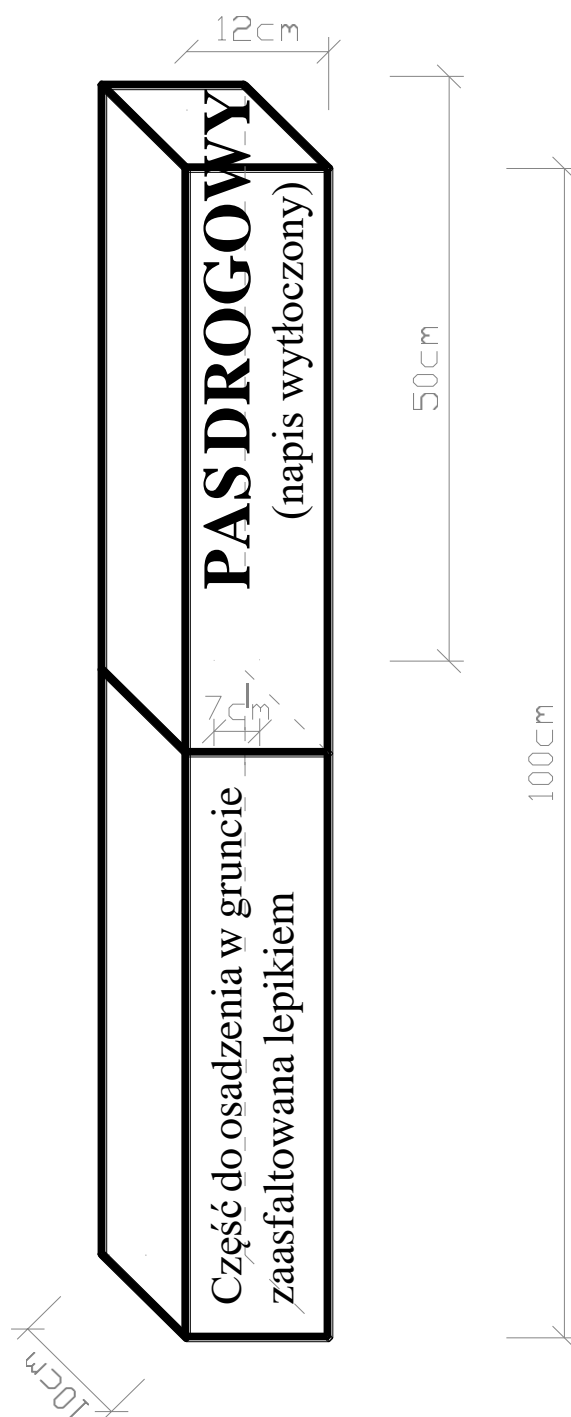 12cm
PAS DROGOWY
(napis wytłoczony)
50cm
100cm
7cm
Część do osadzenia w gruncie
zaasfaltowana lepikiem
10cm